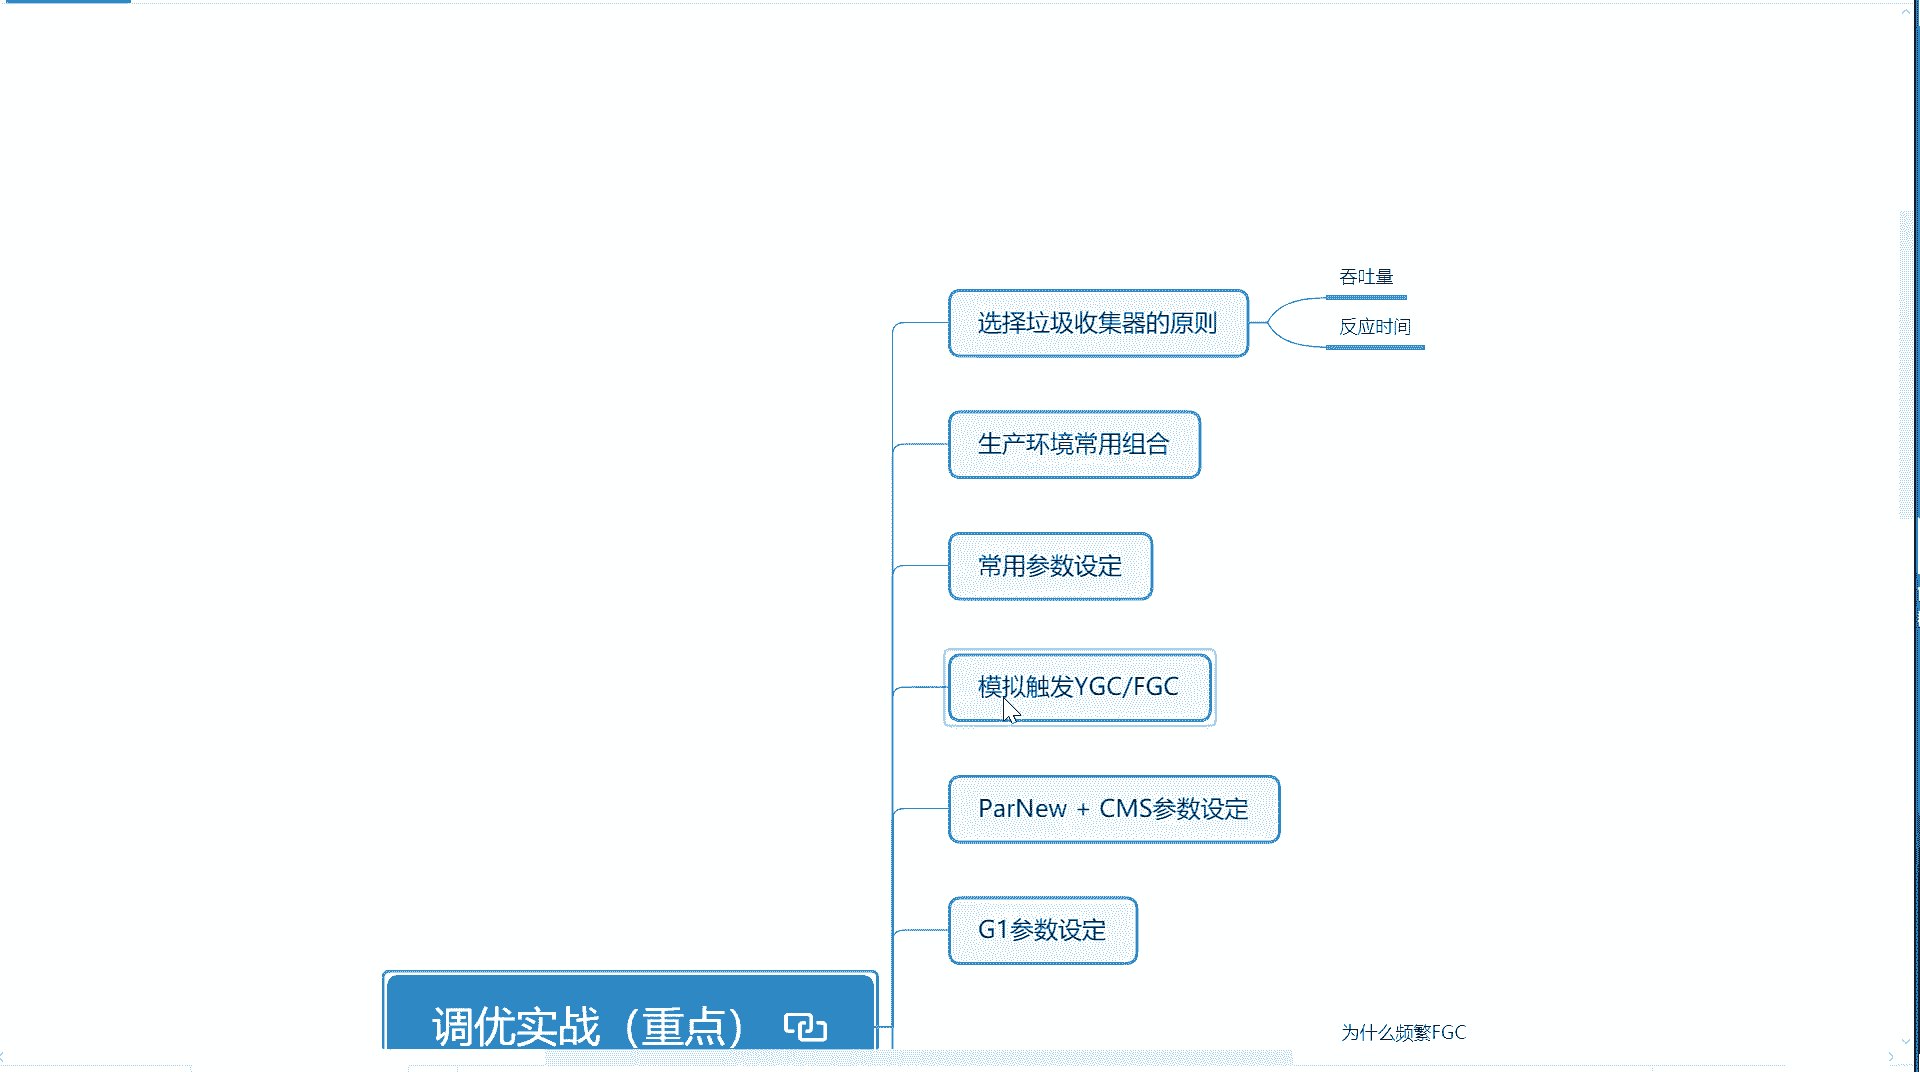 吞吐量
选择垃圾收集器的原则
反应时间
生产环境常用组合
常用参数设定
模拟触发YGC/FGC
ParNew + CMS参数设定
G1参数设定
调优实战（重点）
为什么频繁FGC